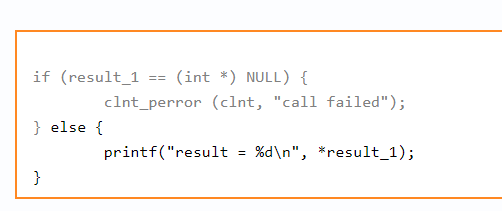 if (result_1 == (int *) NULL) {
        clnt_perror (clnt, "call failed");
} else {
        printf("result = %d\n", *result_1);
}